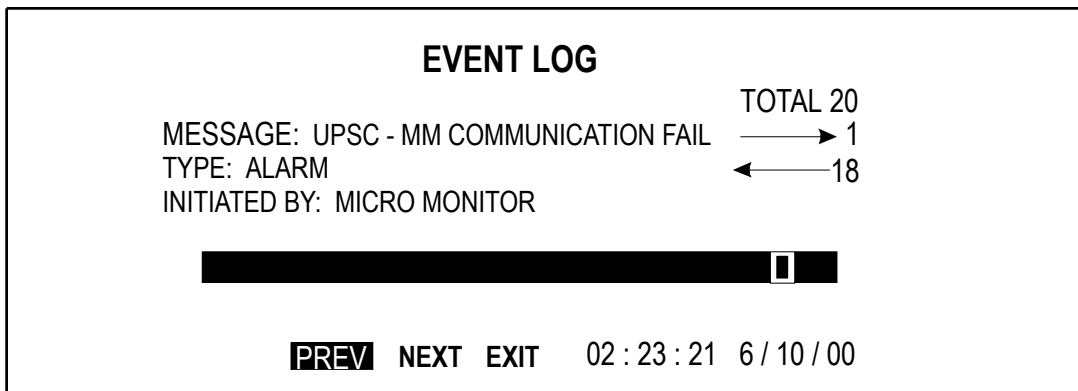 EVENT LOG
TOTAL 20
MESSAGE: UPSC - MM COMMUNICATION FAIL 1
TYPE: ALARM 18
INITIATED BY: MICRO MONITOR
PREV NEXT EXIT 02 : 23 : 21 6 / 10 / 00